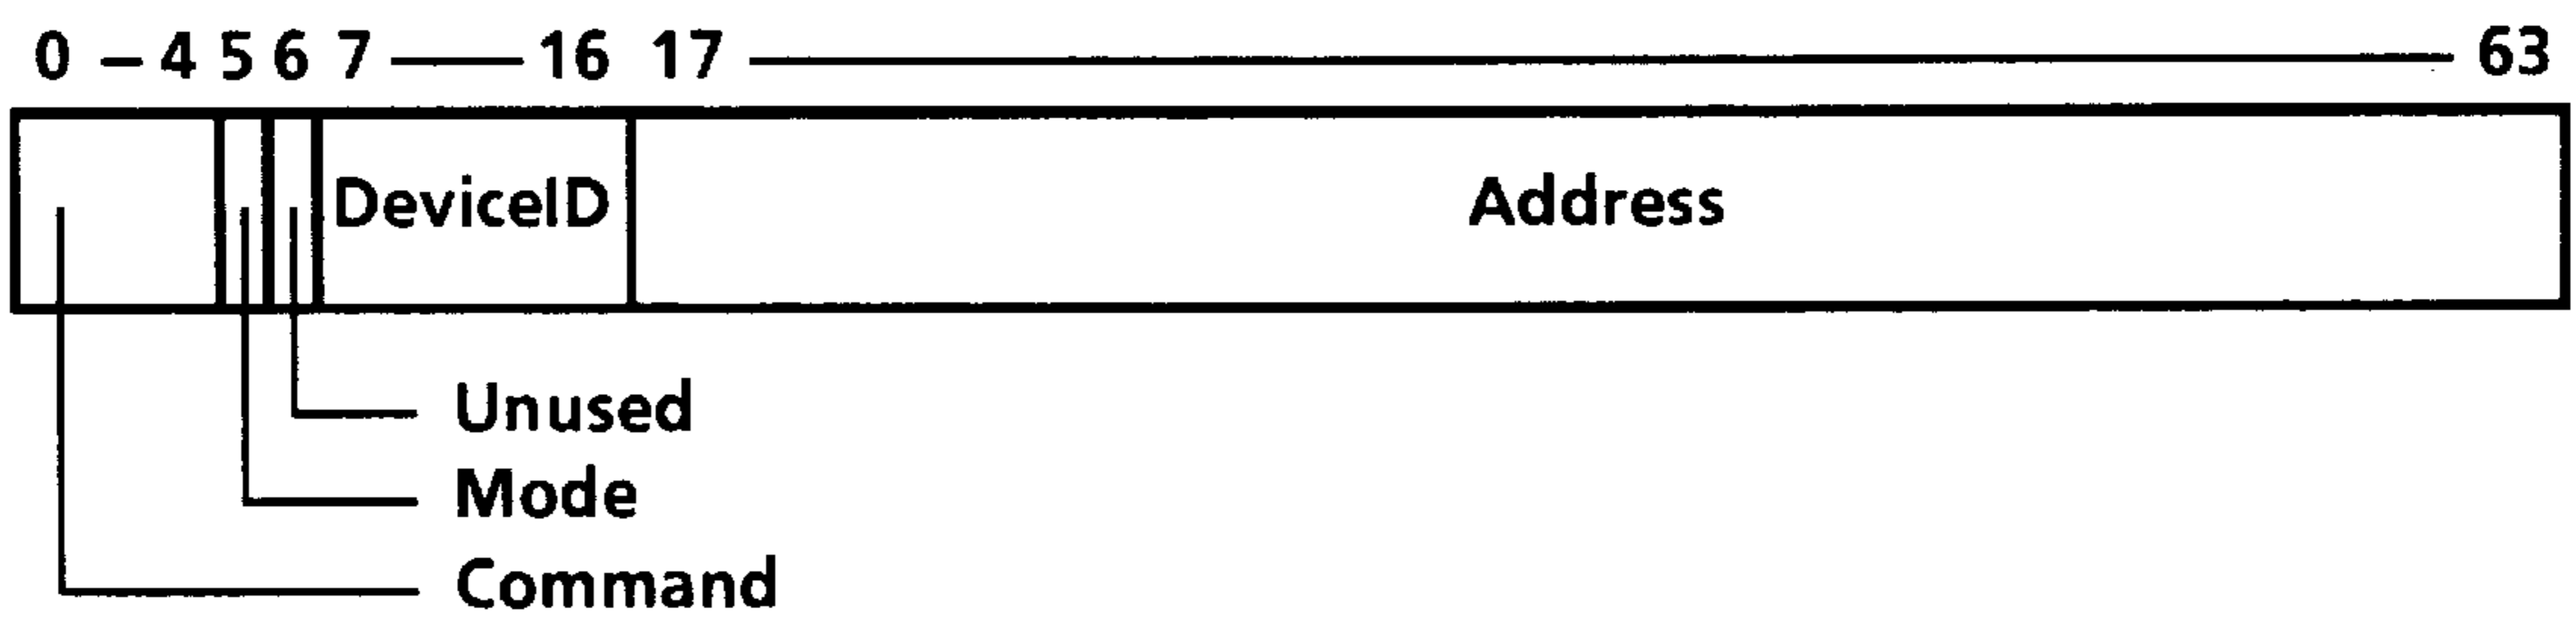 0 – 4 5 6 7 —— 16 17 —— 63
DeviceID Address
Unused
Mode
Command